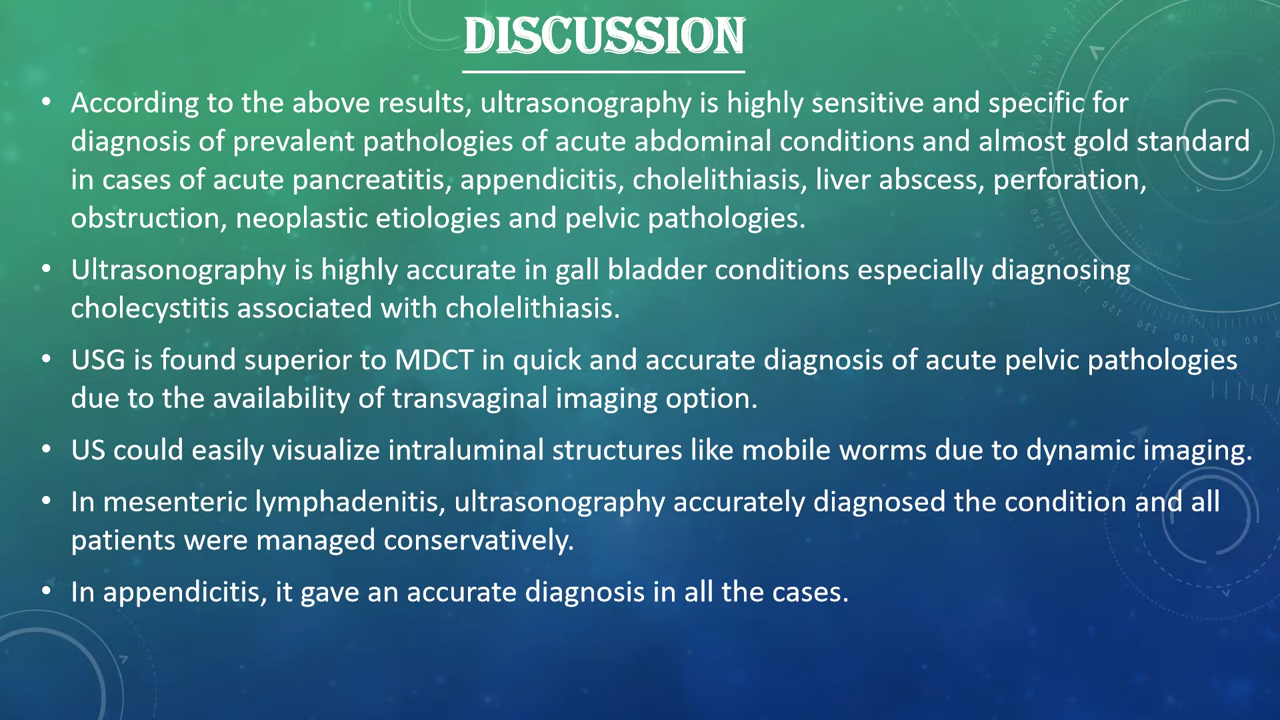 DISCUSSION
• According to the above results, ultrasonography is highly sensitive and specific for
diagnosis of prevalent pathologies of acute abdominal conditions and almost gold standard
in cases of acute pancreatitis, appendicitis, cholelithiasis, liver abscess, perforation,
obstruction, neoplastic etiologies and pelvic pathologies.
• Ultrasonography is highly accurate in gall bladder conditions especially diagnosing
cholecystitis associated with cholelithiasis.
• USG is found superior to MDCT in quick and accurate diagnosis of acute pelvic pathologies
due to the availability of transvaginal imaging option.
• US could easily visualize intraluminal structures like mobile worms due to dynamic imaging.
• In mesenteric lymphadenitis, ultrasonography accurately diagnosed the condition and all
patients were managed conservatively.
• In appendicitis, it gave an accurate diagnosis in all the cases.